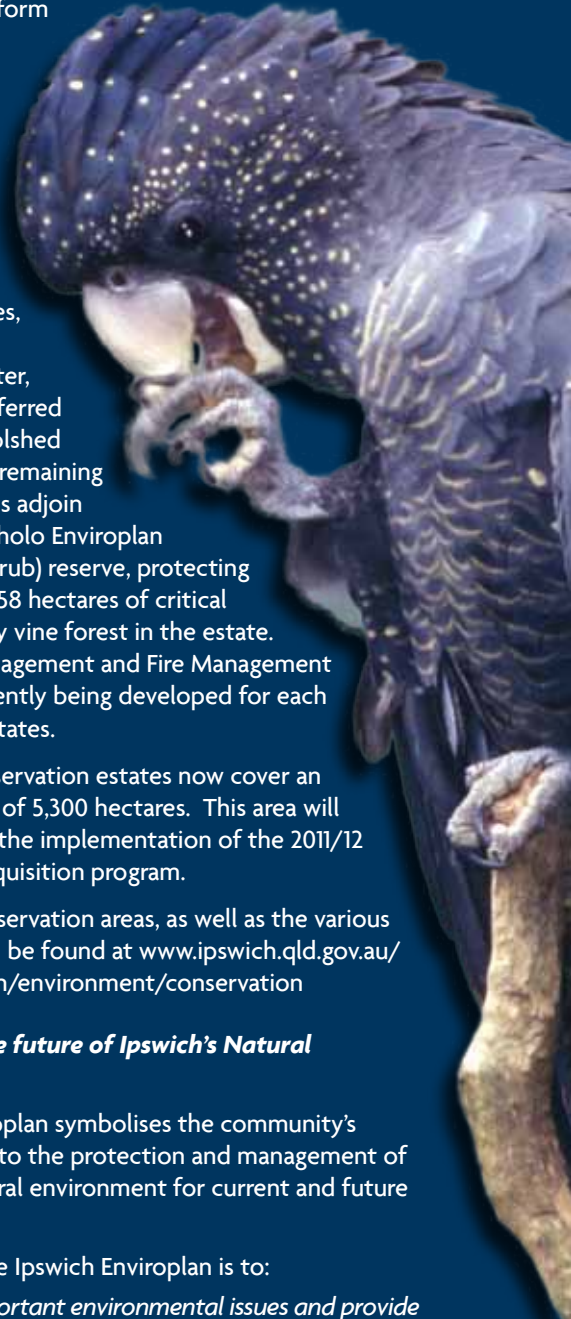 form
es,
ter,
ferred
olshed
remaining
s adjoin
holo Enviroplan
rub) reserve, protecting
58 hectares of critical
y vine forest in the estate.
agement and Fire Management
ently being developed for each
tates.
servation estates now cover an
of 5,300 hectares. This area will
the implementation of the 2011/12
quisition program.
servation areas, as well as the various
be found at www.ipswich.qld.gov.au/
n/environment/conservation
e future of Ipswich's Natural
oplan symbolises the community's
to the protection and management of
ral environment for current and future
e Ipswich Enviroplan is to:
portant environmental issues and provide